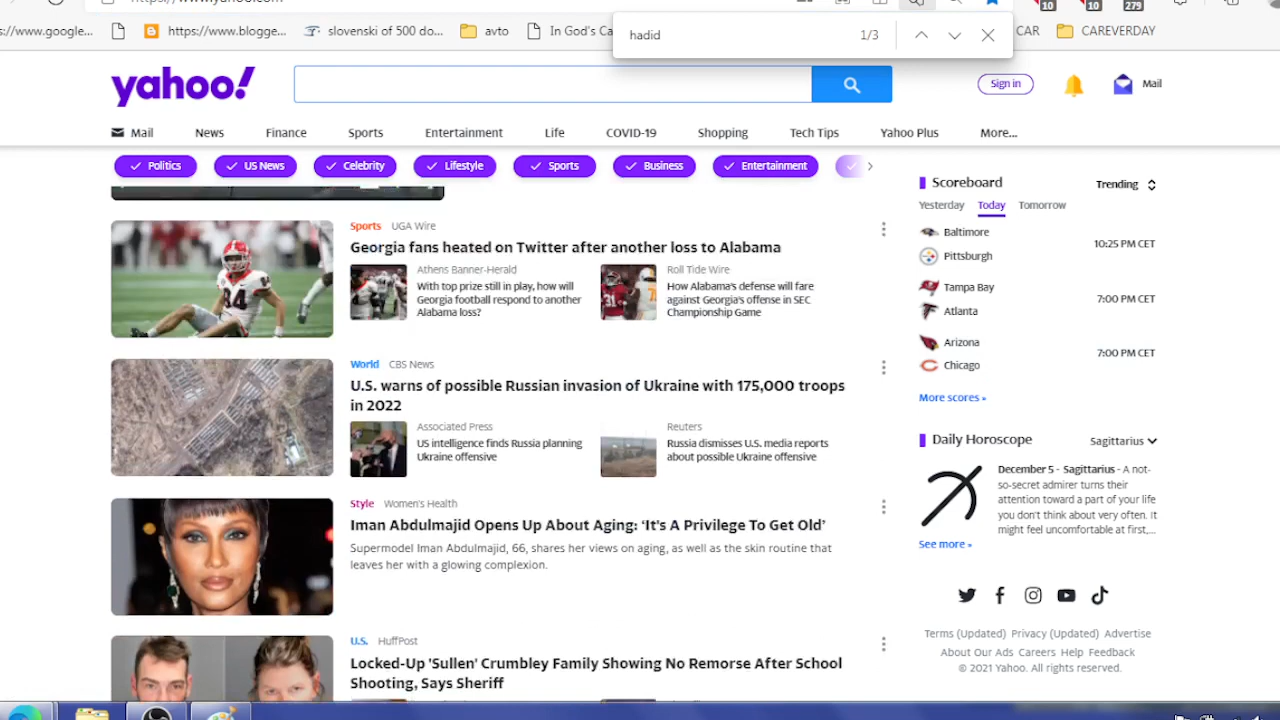 https://www.yahoo.com
10
10
279
s://www.google...
https://www.blogge...
slovenski of 500 do...
avto
In God's Ca
CAR
CAREVERDAY
hadid
1/3
yahoo!
Sign in
Mail
Mail
News
Finance
Sports
Entertainment
Life
COVID-19
Shopping
Tech Tips
Yahoo Plus
More...
Politics
US News
Celebrity
Lifestyle
Sports
Business
Entertainment
Sports UGA Wire
Georgia fans heated on Twitter after another loss to Alabama
Athens Banner-Herald
With top prize still in play, how will
Georgia football respond to another
Alabama loss?
Roll Tide Wire
How Alabama's defense will fare
against Georgia's offense in SEC
Championship Game
World CBS News
U.S. warns of possible Russian invasion of Ukraine with 175,000 troops
in 2022
Associated Press
US intelligence finds Russia planning
Ukraine offensive
Reuters
Russia dismisses U.S. media reports
about possible Ukraine offensive
Style Women's Health
Iman Abdulmajid Opens Up About Aging: ‘It's A Privilege To Get Old’
Supermodel Iman Abdulmajid, 66, shares her views on aging, as well as the skin routine that
leaves her with a glowing complexion.
U.S. HuffPost
Locked-Up 'Sullen' Crumbley Family Showing No Remorse After School
Shooting, Says Sheriff
Scoreboard
Trending
Yesterday Today Tomorrow
Baltimore
Pittsburgh
10:25 PM CET
Tampa Bay
Atlanta
7:00 PM CET
Arizona
Chicago
7:00 PM CET
More scores »
Daily Horoscope
Sagittarius
December 5 - Sagittarius - A not-
so-secret admirer turns their
attention toward a part of your life
you don't think about very often. It
might feel uncomfortable at first,...
See more »
Terms (Updated) Privacy (Updated) Advertise
About Our Ads Careers Help Feedback
© 2021 Yahoo. All rights reserved.